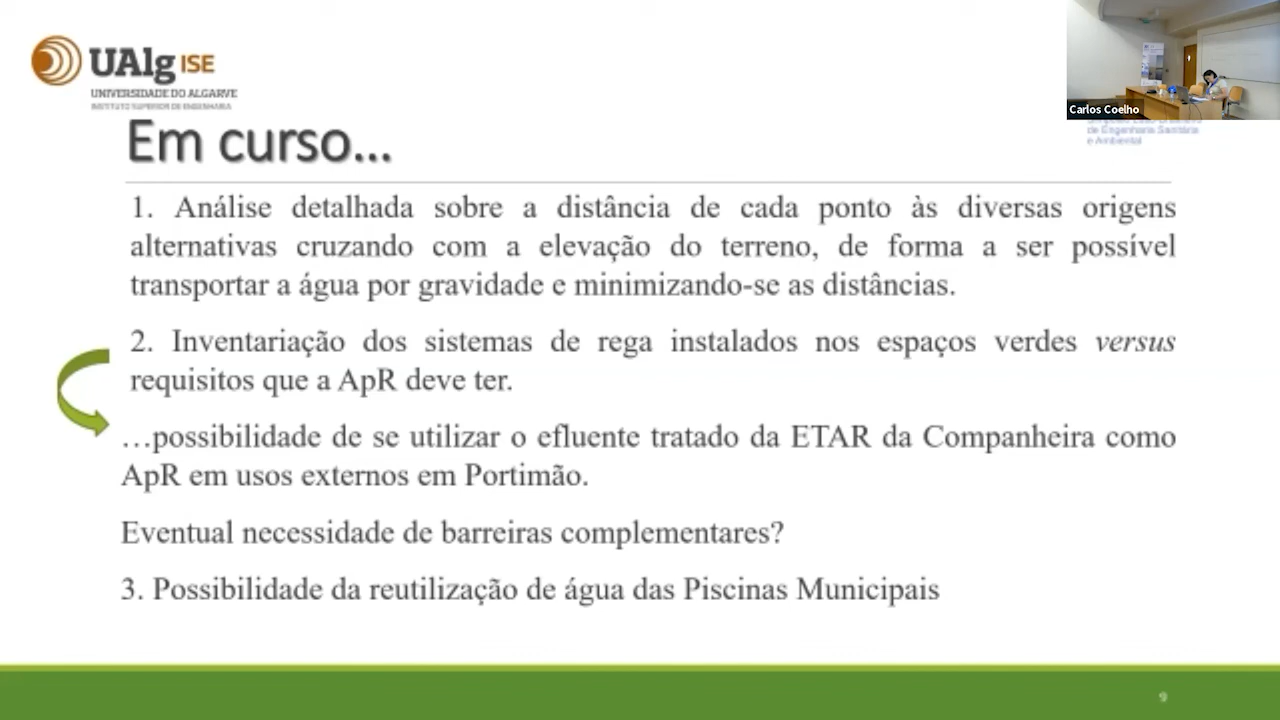 UAlg ISE
UNIVERSIDADE DO ALGARVE
INSTITUTO SUPERIOR DE ENGENHARIA
Carlos Coelho
de Engenharia Sanitária
e Ambiental
Em curso...
1. Análise detalhada sobre a distância de cada ponto às diversas origens
alternativas cruzando com a elevação do terreno, de forma a ser possível
transportar a água por gravidade e minimizando-se as distâncias.
2. Inventariação dos sistemas de rega instalados nos espaços verdes versus
requisitos que a ApR deve ter.
…possibilidade de se utilizar o efluente tratado da ETAR da Companheira como
ApR em usos externos em Portimão.
Eventual necessidade de barreiras complementares?
3. Possibilidade da reutilização de água das Piscinas Municipais
9